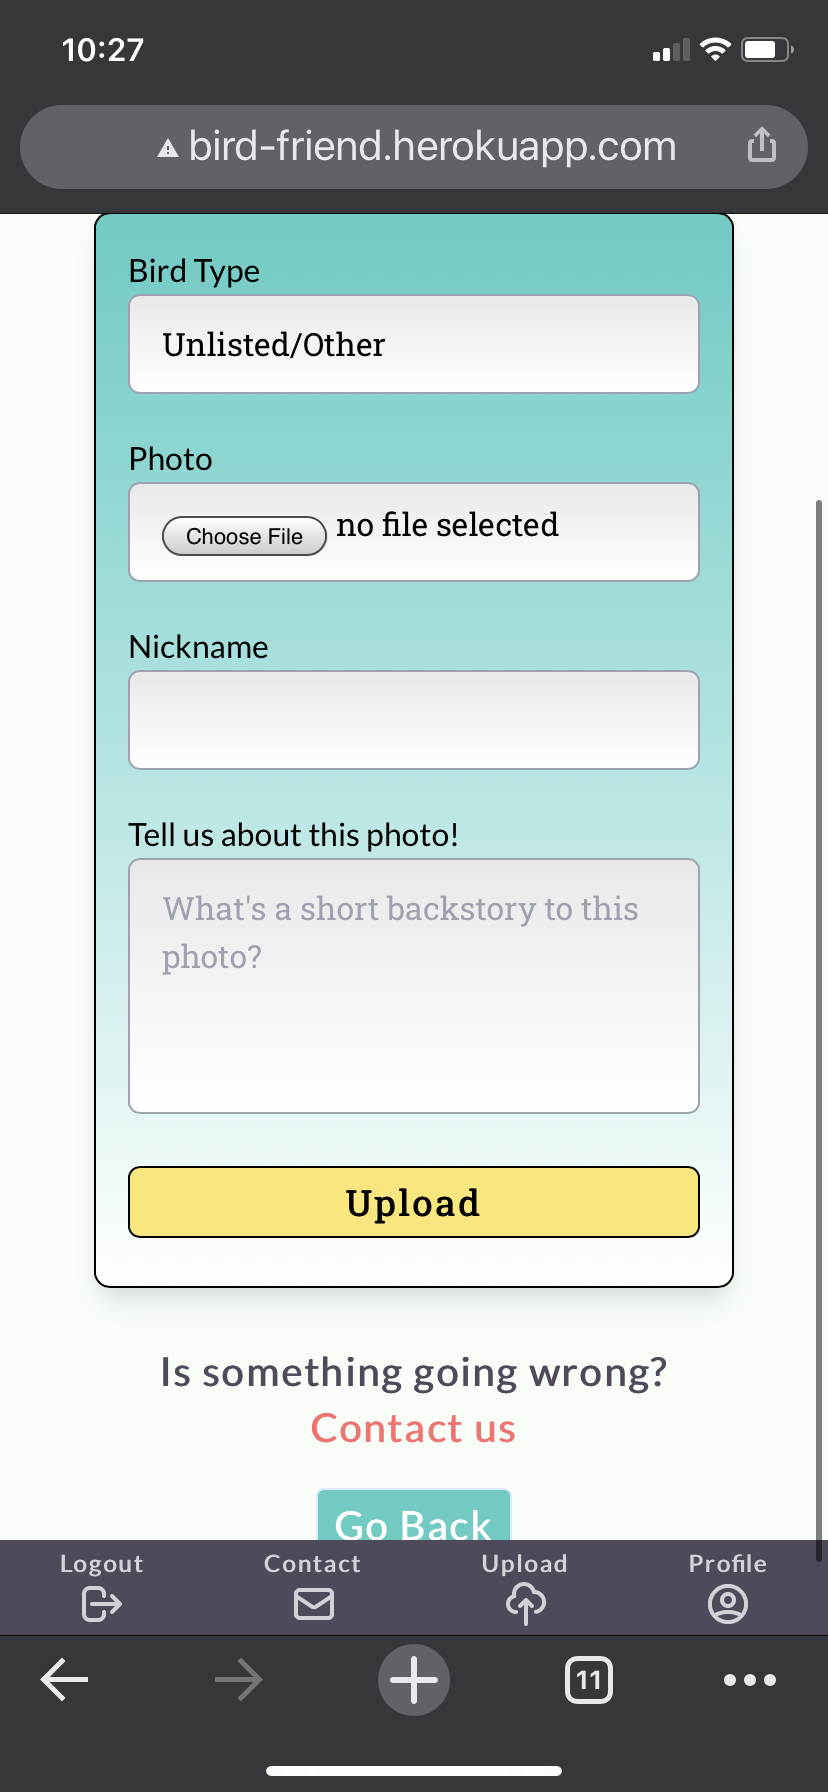 10:27
bird-friend.herokuapp.com
Bird Type
Unlisted/Other
Photo
Choose File no file selected
Nickname
Tell us about this photo!
What's a short backstory to this
photo?
Upload
Is something going wrong?
Contact us
Go Back
Logout Contact Upload Profile
11